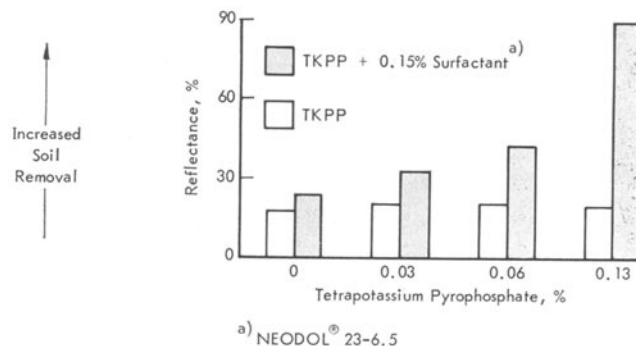 Increased
Soil
Removal
Reflectance, %
90
60
30
0
TKPP + 0.15% Surfactant a)
TKPP
0 0.03 0.06 0.13
Tetrapotassium Pyrophosphate, %
a) NEODOL® 23-6.5